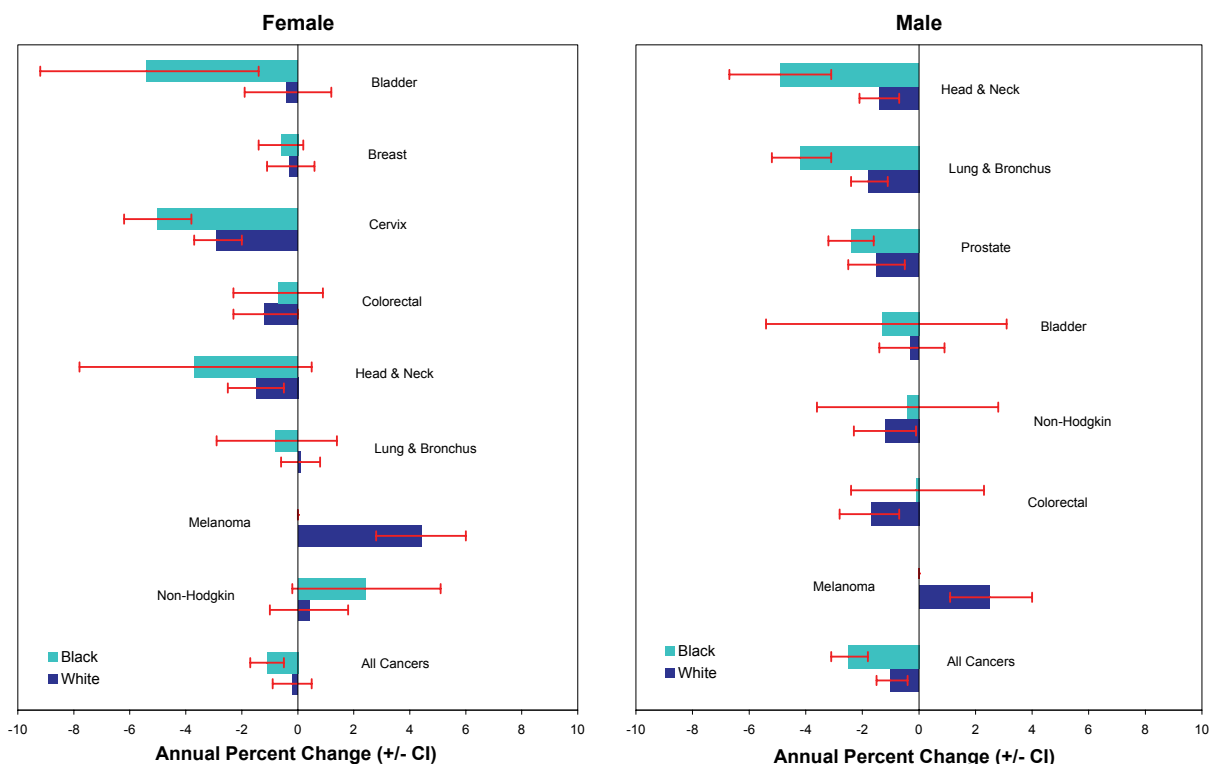 Female
Bladder
Breast
Cervix
Colorectal
Head & Neck
Lung & Bronchus
Melanoma
Non-Hodgkin
All Cancers
Black
White
-10 -8 -6 -4 -2 0 2 4 6 8 10
Annual Percent Change (+/- CI)
Male
Head & Neck
Lung & Bronchus
Prostate
Bladder
Non-Hodgkin
Colorectal
Melanoma
All Cancers
Black
White
-10 -8 -6 -4 -2 0 2 4 6 8 10
Annual Percent Change (+/- CI)